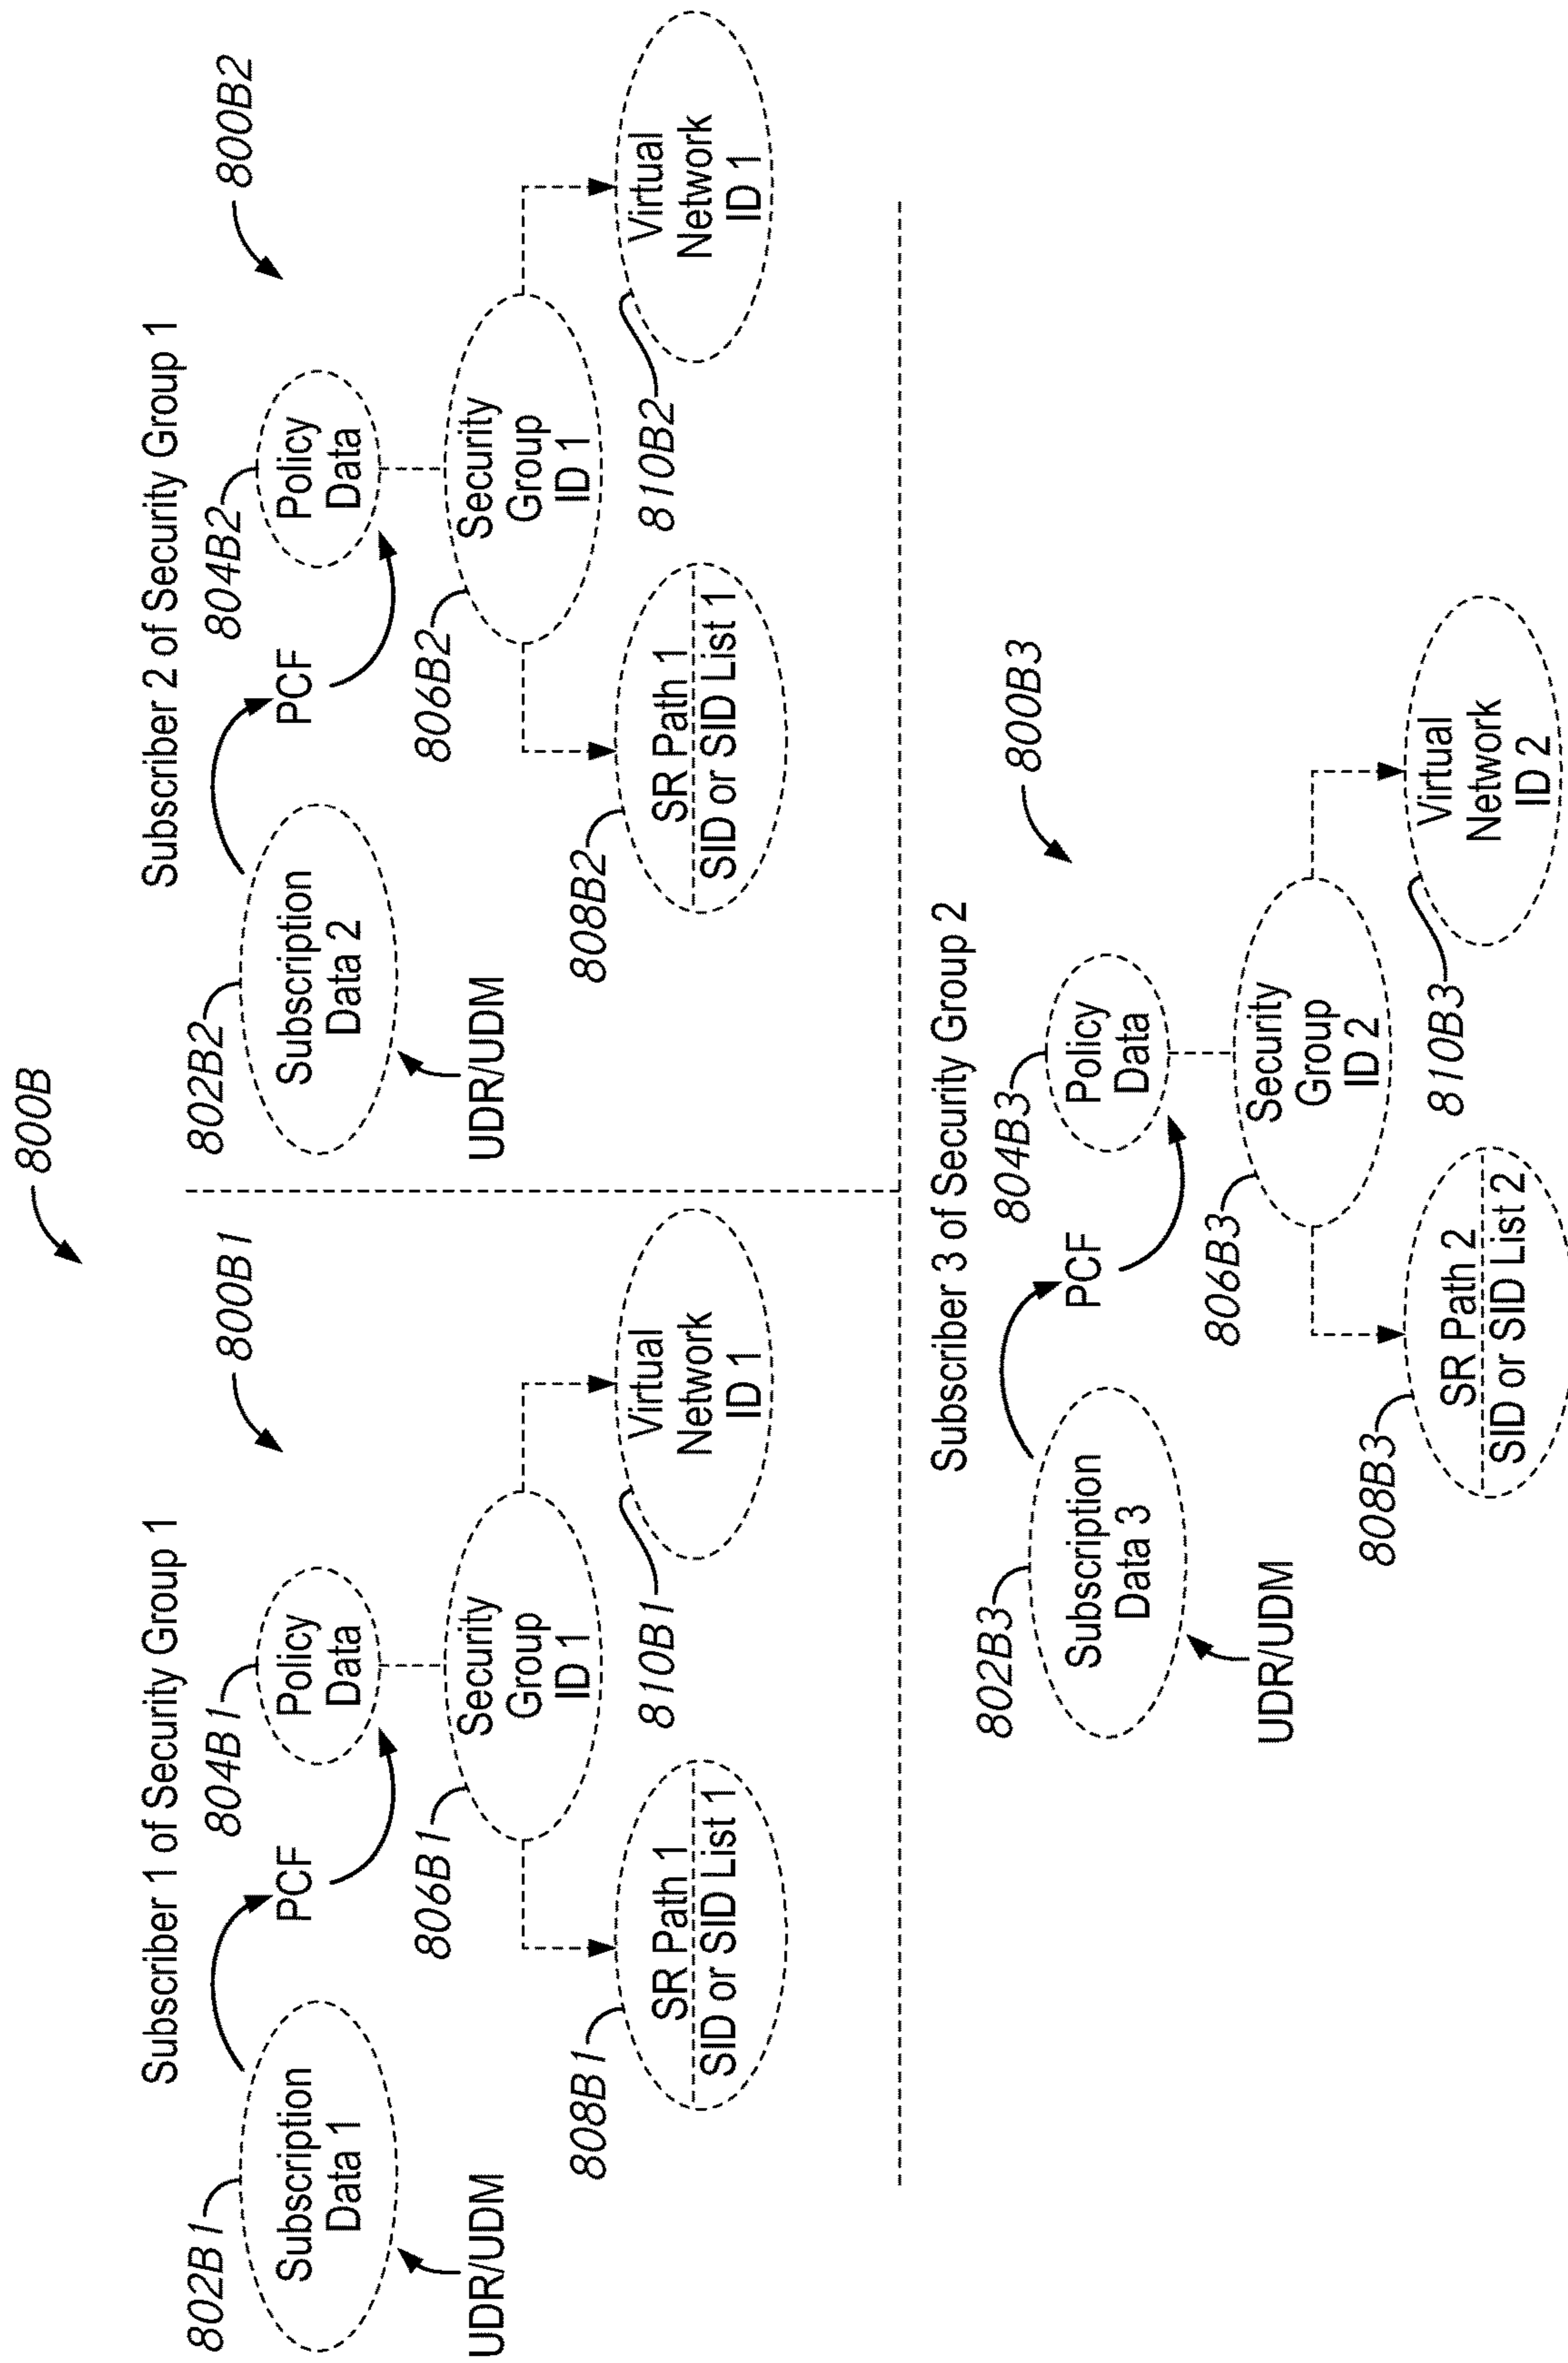 800B
800B1
Subscriber 1 of Security Group 1
802B1
Subscription
Data 1
UDR/UDM
PCF
804B1
Policy
Data
806B1
Security
Group
ID 1
808B1
SR Path 1
SID or SID List 1
810B1
Virtual
Network
ID 1
800B2
Subscriber 2 of Security Group 1
802B2
Subscription
Data 2
UDR/UDM
PCF
804B2
Policy
Data
806B2
Security
Group
ID 1
808B2
SR Path 1
SID or SID List 1
810B2
Virtual
Network
ID 1
800B3
Subscriber 3 of Security Group 2
802B3
Subscription
Data 3
UDR/UDM
PCF
804B3
Policy
Data
806B3
Security
Group
ID 2
808B3
SR Path 2
SID or SID List 2
810B3
Virtual
Network
ID 2